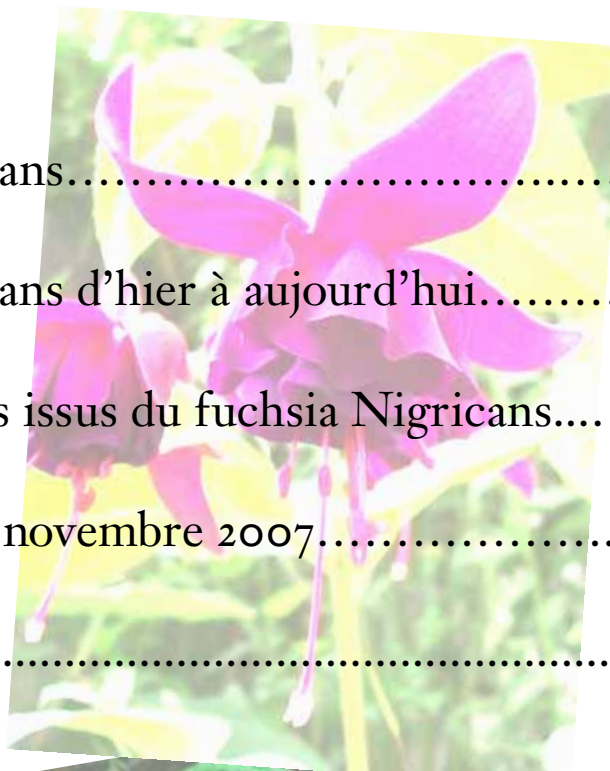 ans……………………………………...…
ans d’hier à aujourd’hui………
s issus du fuchsia Nigricans....
novembre 2007…………………
................................................................